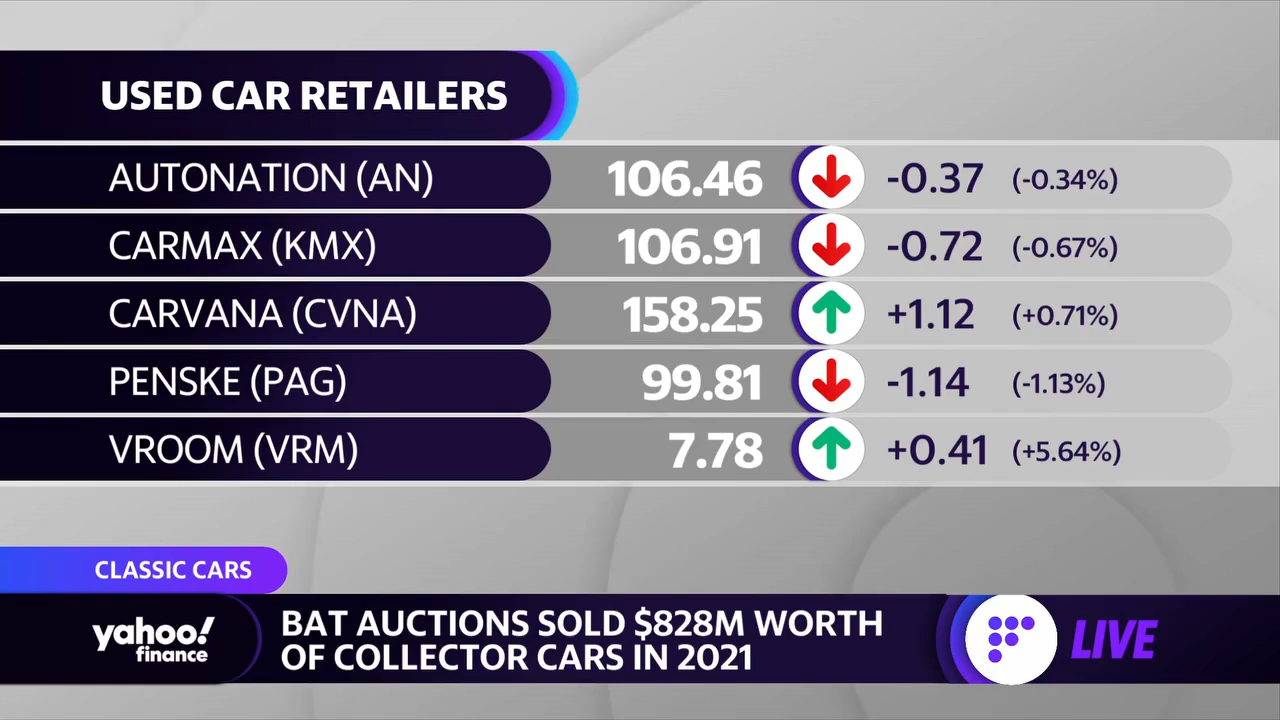 USED CAR RETAILERS
AUTONATION (AN) 106.46 -0.37 (-0.34%)
CARMAX (KMX) 106.91 -0.72 (-0.67%)
CARVANA (CVNA) 158.25 +1.12 (+0.71%)
PENSKE (PAG) 99.81 -1.14 (-1.13%)
VROOM (VRM) 7.78 +0.41 (+5.64%)
CLASSIC CARS
yahoo!
finance
BAT AUCTIONS SOLD $828M WORTH
OF COLLECTOR CARS IN 2021
LIVE